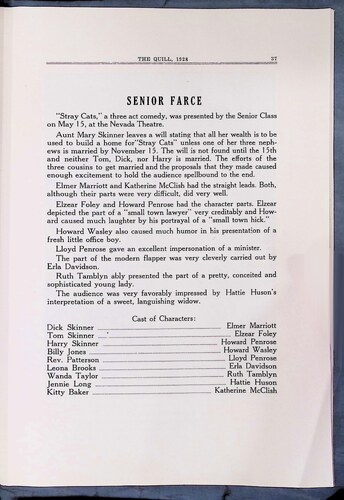 THE QUILL, 1928 37
SENIOR FARCE
"Stray Cats," a three act comedy, was presented by the Senior Class
on May 15, at the Nevada Theatre.
Aunt Mary Skinner leaves a will stating that all her wealth is to be
used to build a home for "Stray Cats" unless one of her three neph-
ews is married by November 15. The will is not found until the 15th
and neither Tom, Dick, nor Harry is married. The efforts of the
three cousins to get married and the proposals that they made caused
enough excitement to hold the audience spellbound to the end.
Elmer Marriott and Katherine McClish had the straight leads. Both,
although their parts were very difficult, did very well.
Elzear Foley and Howard Penrose had the character parts. Elzear
depicted the part of a "small town lawyer" very creditably and How-
ard caused much laughter by his portrayal of a "small town hick."
Howard Wasley also caused much humor in his presentation of a
fresh little office boy.
Lloyd Penrose gave an excellent impersonation of a minister.
The part of the modern flapper was very cleverly carried out by
Erla Davidson.
Ruth Tamblyn ably presented the part of a pretty, conceited and
sophisticated young lady.
The audience was very favorably impressed by Hattie Huson's
interpretation of a sweet, languishing widow.
Cast of Characters:
Dick Skinner Elmer Marriott
Tom Skinner Elzear Foley
Harry Skinner Howard Penrose
Billy Jones Howard Wasley
Rev. Patterson Lloyd Penrose
Leona Brooks Erla Davidson
Wanda Taylor Ruth Tamblyn
Jennie Long Hattie Huson
Kitty Baker Katherine McClish